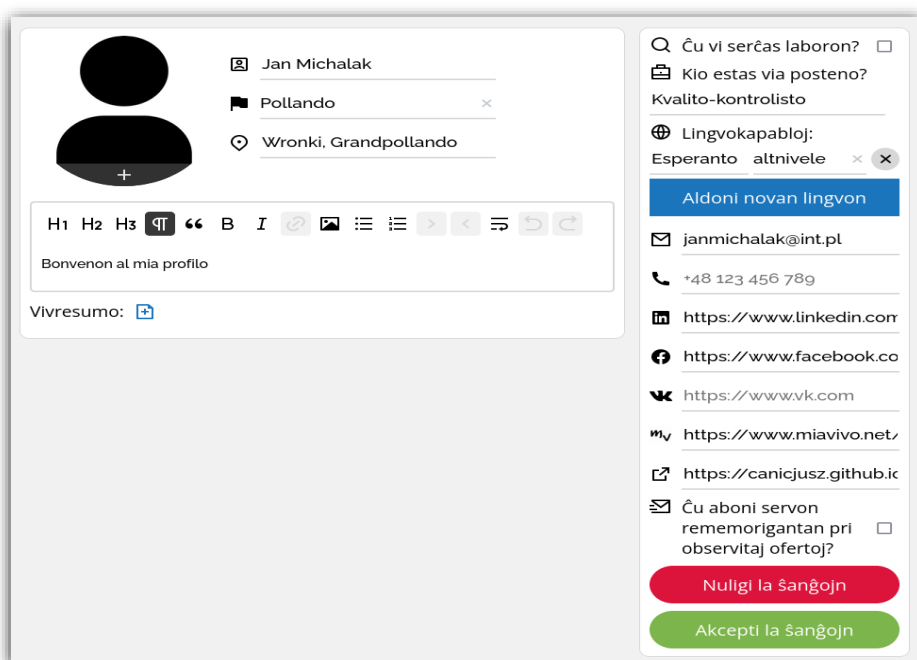 Jan Michalak
Pollando
Wronki, Grandpollando
H1 H2 H3 B I
Bonvenon al mia profilo
Vivresumo:
Ĉu vi serĉas laboron?
Kio estas via posteno?
Kvalito-kontrolisto
Lingvokapabloj:
Esperanto altnivele
Aldoni novan lingvon
janmichalak@int.pl
+48 123 456 789
https://www.linkedin.com
https://www.facebook.co
https://www.vk.com
https://www.miavivo.net/
https://canicjusz.github.io
Ĉu aboni servon
rememorigantan pri
observitaj ofertoj?
Nuligi la ŝanĝojn
Akcepti la ŝanĝojn